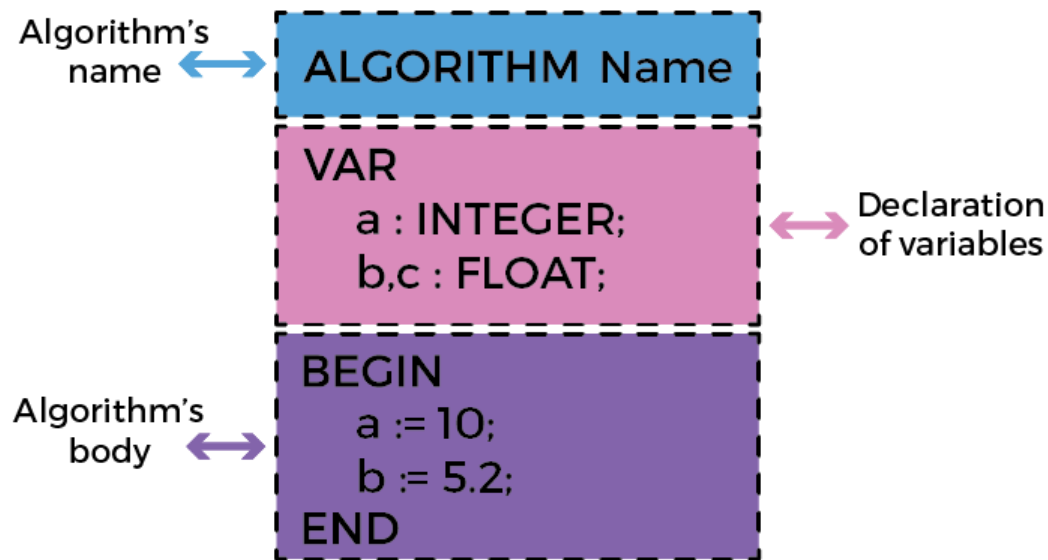 Algorithm's
name
ALGORITHM Name
VAR
a : INTEGER;
b,c : FLOAT;
Declaration
of variables
BEGIN
a := 10;
b := 5.2;
END
Algorithm's
body